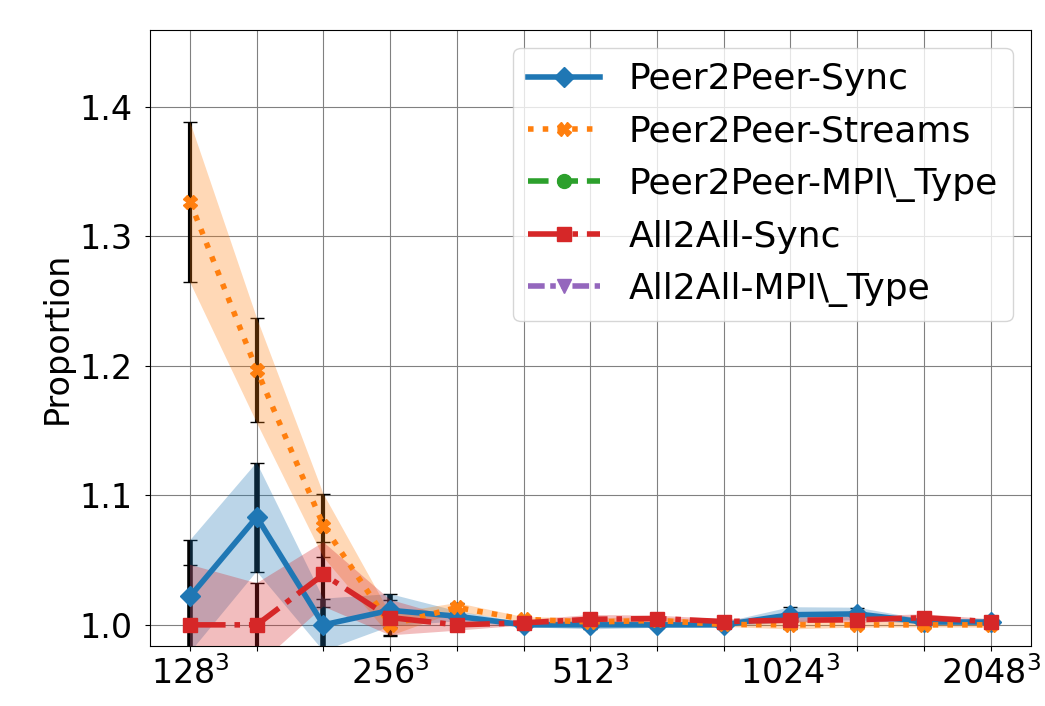 Peer2Peer-Sync
Peer2Peer-Streams
Peer2Peer-MPI\_Type
All2All-Sync
All2All-MPI\_Type
Proportion
1.4
1.3
1.2
1.1
1.0
128³ 256³ 512³ 1024³ 2048³